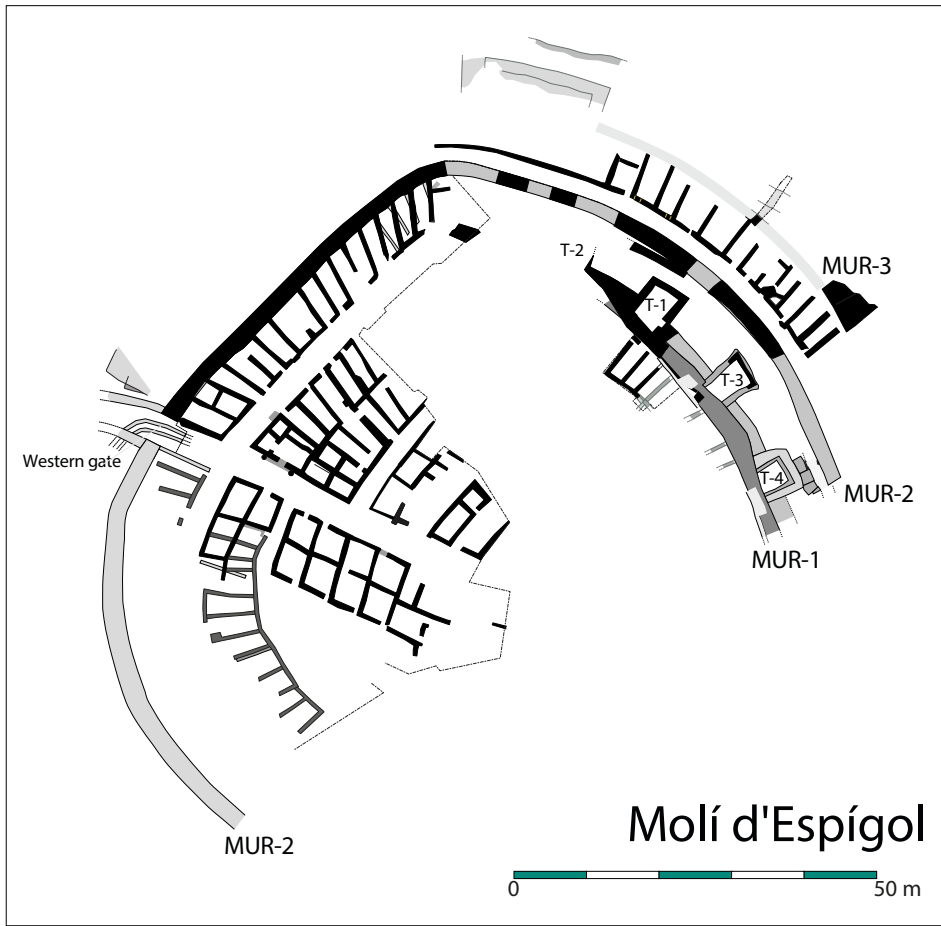 T-2
MUR-3
T-1
T-3
Western gate
T-4
MUR-2
MUR-1
MUR-2
Molí d'Espígol
0
50 m